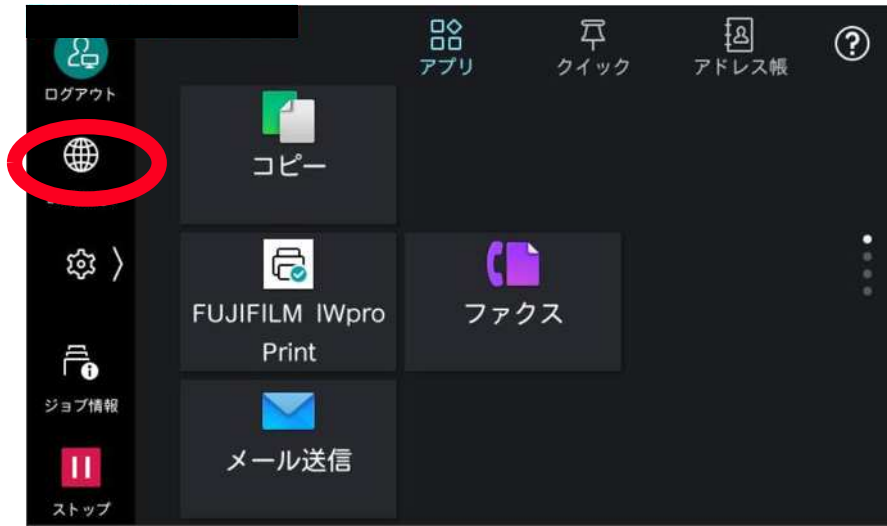 アプリ
クイック
アドレス帳
ログアウト
コピー
FUJIFILM IWpro
Print
ファクス
ジョブ情報
メール送信
ストップ